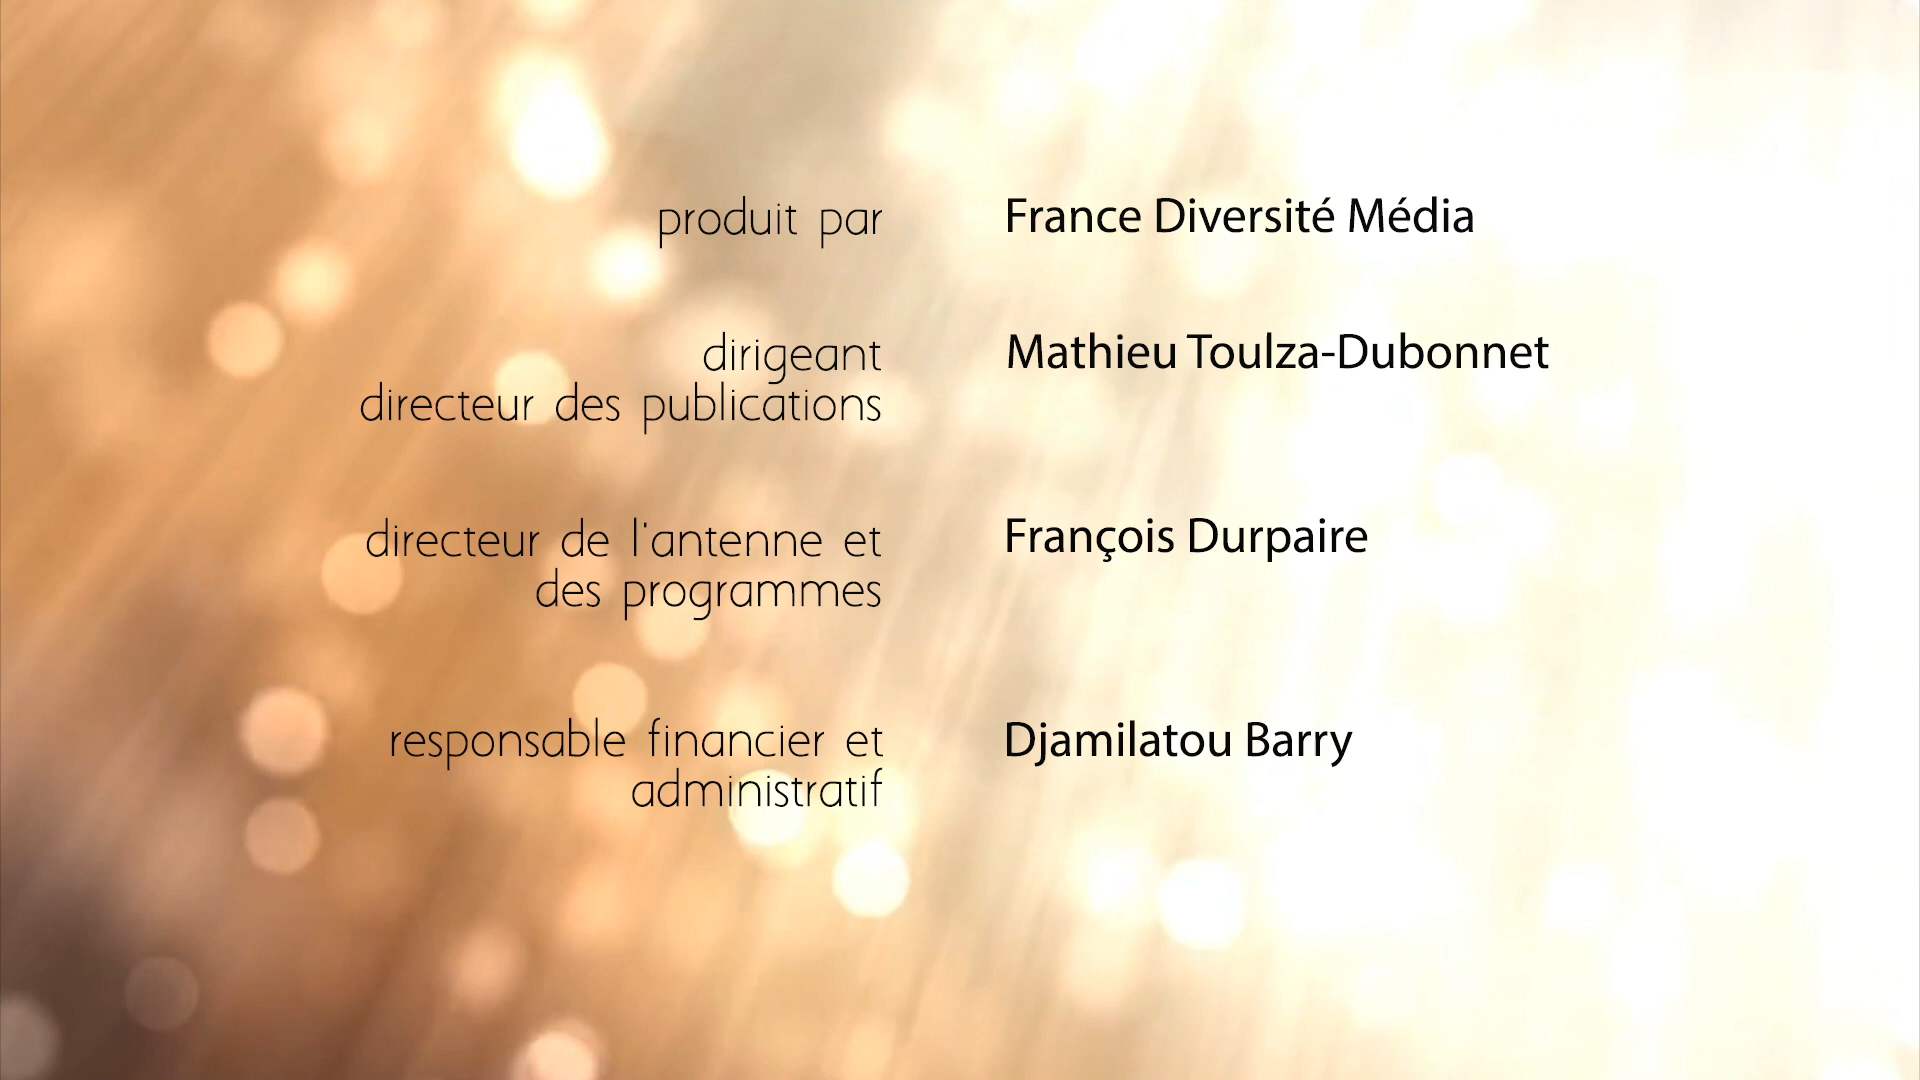 produit par France Diversité Média
dirigeant Mathieu Toulza-Dubonnet
directeur des publications
directeur de l'antenne et François Durpaire
des programmes
responsable financier et Djamilatou Barry
administratif